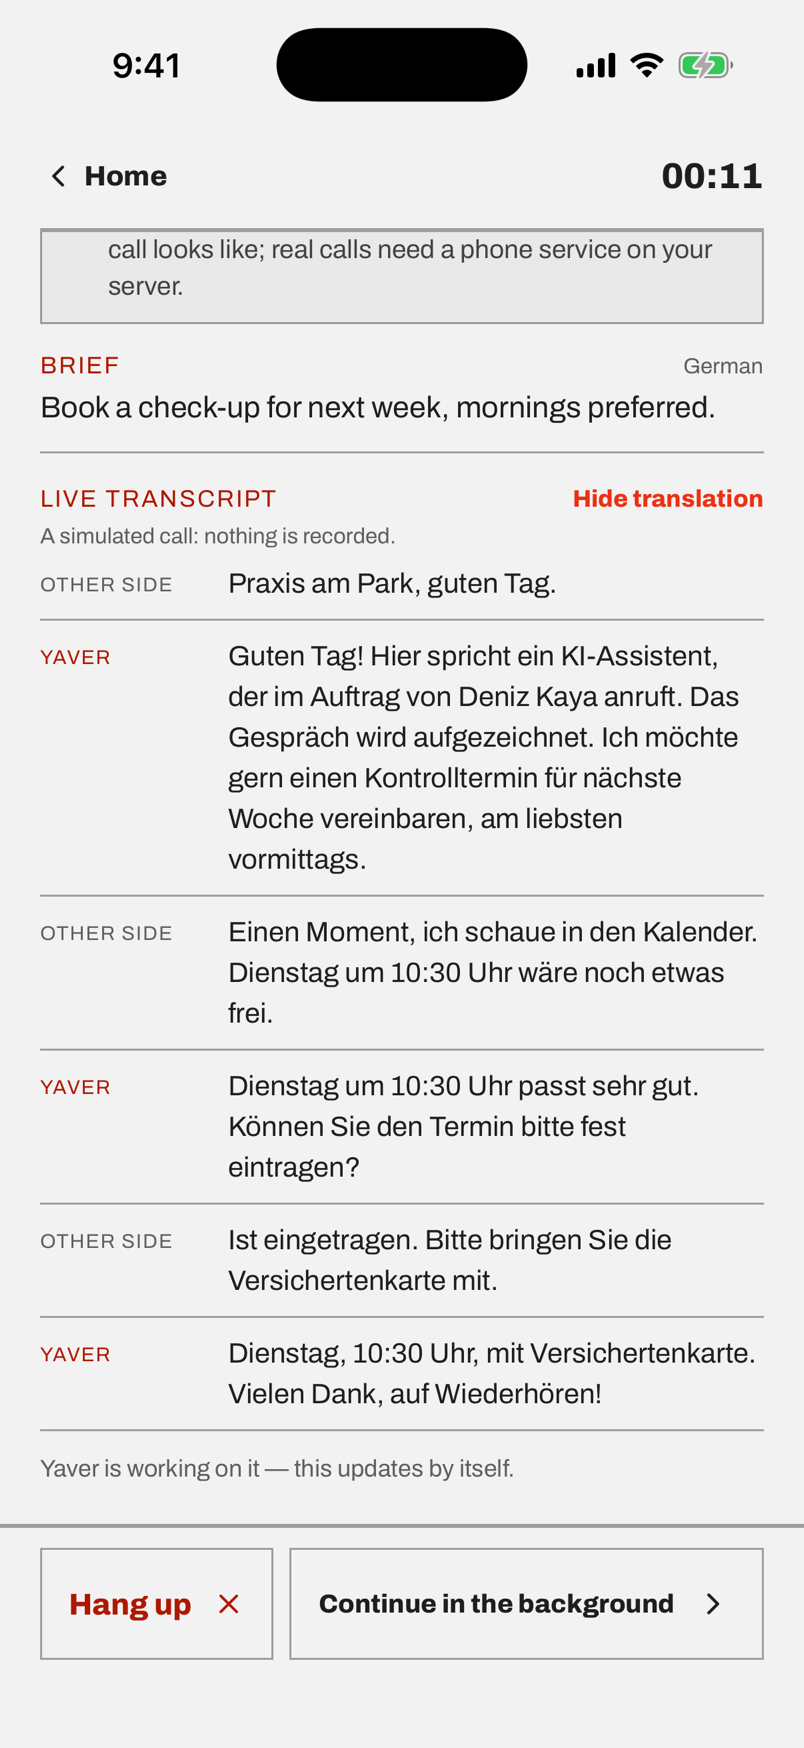 9:41
Home
00:11
call looks like; real calls need a phone service on your
server.
BRIEF
German
Book a check-up for next week, mornings preferred.
LIVE TRANSCRIPT
Hide translation
A simulated call: nothing is recorded.
OTHER SIDE
Praxis am Park, guten Tag.
YAVER
Guten Tag! Hier spricht ein KI-Assistent,
der im Auftrag von Deniz Kaya anruft. Das
Gespräch wird aufgezeichnet. Ich möchte
gern einen Kontrolltermin für nächste
Woche vereinbaren, am liebsten
vormittags.
OTHER SIDE
Einen Moment, ich schaue in den Kalender.
Dienstag um 10:30 Uhr wäre noch etwas
frei.
YAVER
Dienstag um 10:30 Uhr passt sehr gut.
Können Sie den Termin bitte fest
eintragen?
OTHER SIDE
Ist eingetragen. Bitte bringen Sie die
Versichertenkarte mit.
YAVER
Dienstag, 10:30 Uhr, mit Versichertenkarte.
Vielen Dank, auf Wiederhören!
Yaver is working on it — this updates by itself.
Hang up
Continue in the background